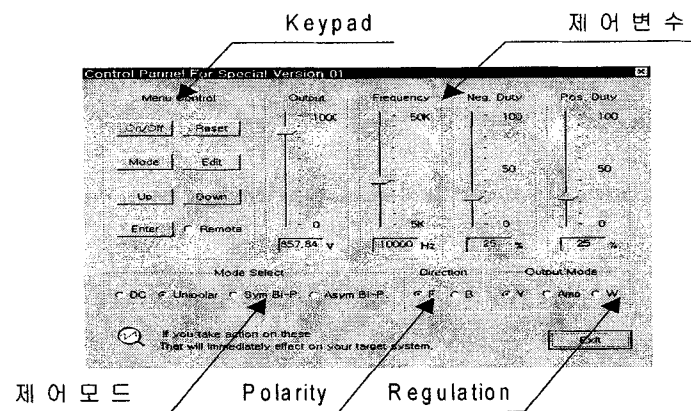 Keypad 제 어 변 수
Control Pannel For Special Version 01
Menu Control Output Frequency Neg. Duty Pos. Duty
On/Off Reset 100 50K 100 100
Mode Edit 50 50
Up Down
Enter Remote 0 5K 0 0
857.84 V 10000 Hz 25 % 25 %
Mode Select Direction Output Mode
DC Unipolar Sym Bi-P. Asym Bi-P. F B V Amp W
If you take action on these
That will immediately effect on your target system.
Exit
제 어 모 드 Polarity Regulation